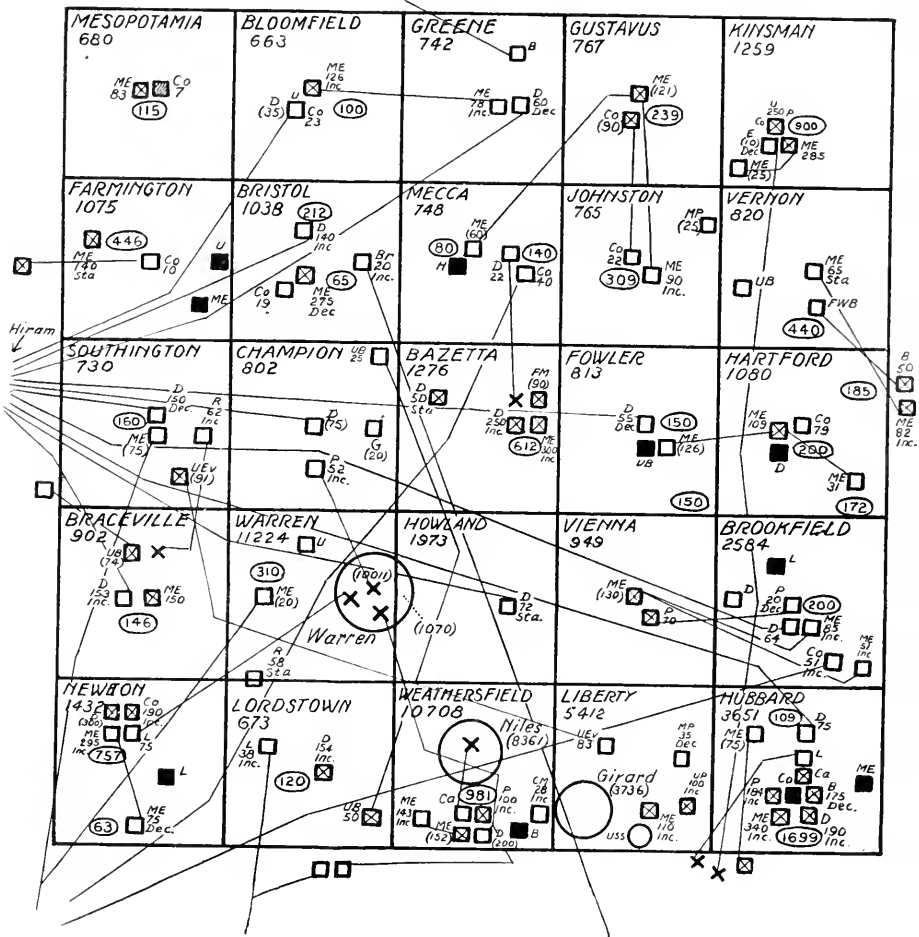 MESOPOTAMIA
680
ME
83
Co
7
115
BLOOMFIELD
663
ME
126
Inc
U
D
(35)
Co
23
100
GREENE
742
B
ME
78
Inc.
D
60
Dec
GUSTAVUS
767
ME
(121)
Co
(90)
239
KINSMAN
1259
U
250 P
Co
900
E
(10)
Dec
ME
285
ME
(25)
FARMINGTON
1075
446
ME
140
Sta
Co
10
U
ME
BRISTOL
1038
212
D
140
Inc
Br
20
Inc.
Co
19
ME
275
Dec
65
MECCA
748
ME
(60)
80
H
D
22
140
Co
40
JOHNSTON
765
MP
(25)
Co
22
309
ME
90
Inc.
VERNON
820
UB
ME
65
Sta
FWB
440
Hiram
SOUTHINGTON
730
D
150
Dec.
R
62
Inc
160
ME
(75)
UEv
(91)
CHAMPION
802
UB
25
D
(75)
G
(20)
P
52
Inc.
BAZETTA
1276
D
50
Sta
FM
(90)
D
250
Inc
612
ME
300
Inc
FOWLER
813
D
55
Dec
150
UB
ME
(126)
150
HARTFORD
1080
185
ME
109
Co
79
200
D
ME
31
172
B
50
ME
82
Inc.
BRACEVILLE
902
UB
(74)
D
153
Inc.
ME
150
146
WARREN
11224
U
310
ME
(20)
(10011)
Warren
R
58
Sta
HOWLAND
1973
(1070)
D
72
Sta.
VIENNA
949
ME
(130)
P
70
BROOKFIELD
2584
L
D
P
20
Dec
200
D
64
ME
85
Inc.
Co
51
Inc
ME
51
Inc
NEWTON
1432
P
(300)
Co
190
Inc.
ME
295
Inc
L
75
757
L
63
ME
75
Dec.
LORDSTOWN
673
L
38
Inc.
D
154
Inc.
120
UB
50
WEATHERSFIELD
10708
Niles
(8361)
981
Ca
P
100
Inc
CM
28
Inc
ME
143
Inc
ME
(152)
D
(200)
B
LIBERTY
5412
UEv
83
MP
35
Dec
Girard
(3736)
UP
100
Inc
ME
110
Inc.
USS
HUBBARD
3651
109
D
75
ME
(75)
L
Ca
ME
P
184
Inc
Co
B
175
Dec.
ME
340
Inc.
D
190
Inc.
1699